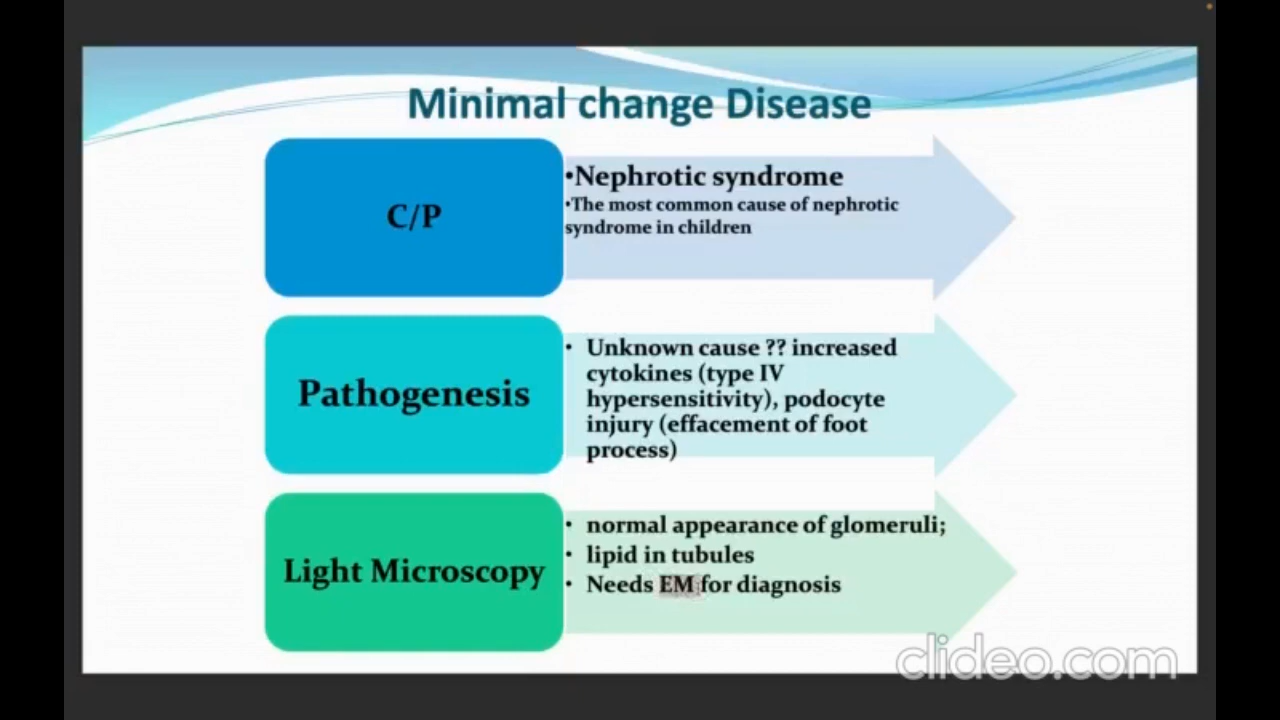 Minimal change Disease
C/P
•Nephrotic syndrome
•The most common cause of nephrotic
syndrome in children
Pathogenesis
• Unknown cause ?? increased
cytokines (type IV
hypersensitivity), podocyte
injury (effacement of foot
process)
Light Microscopy
• normal appearance of glomeruli;
• lipid in tubules
• Needs EM for diagnosis
clideo.com